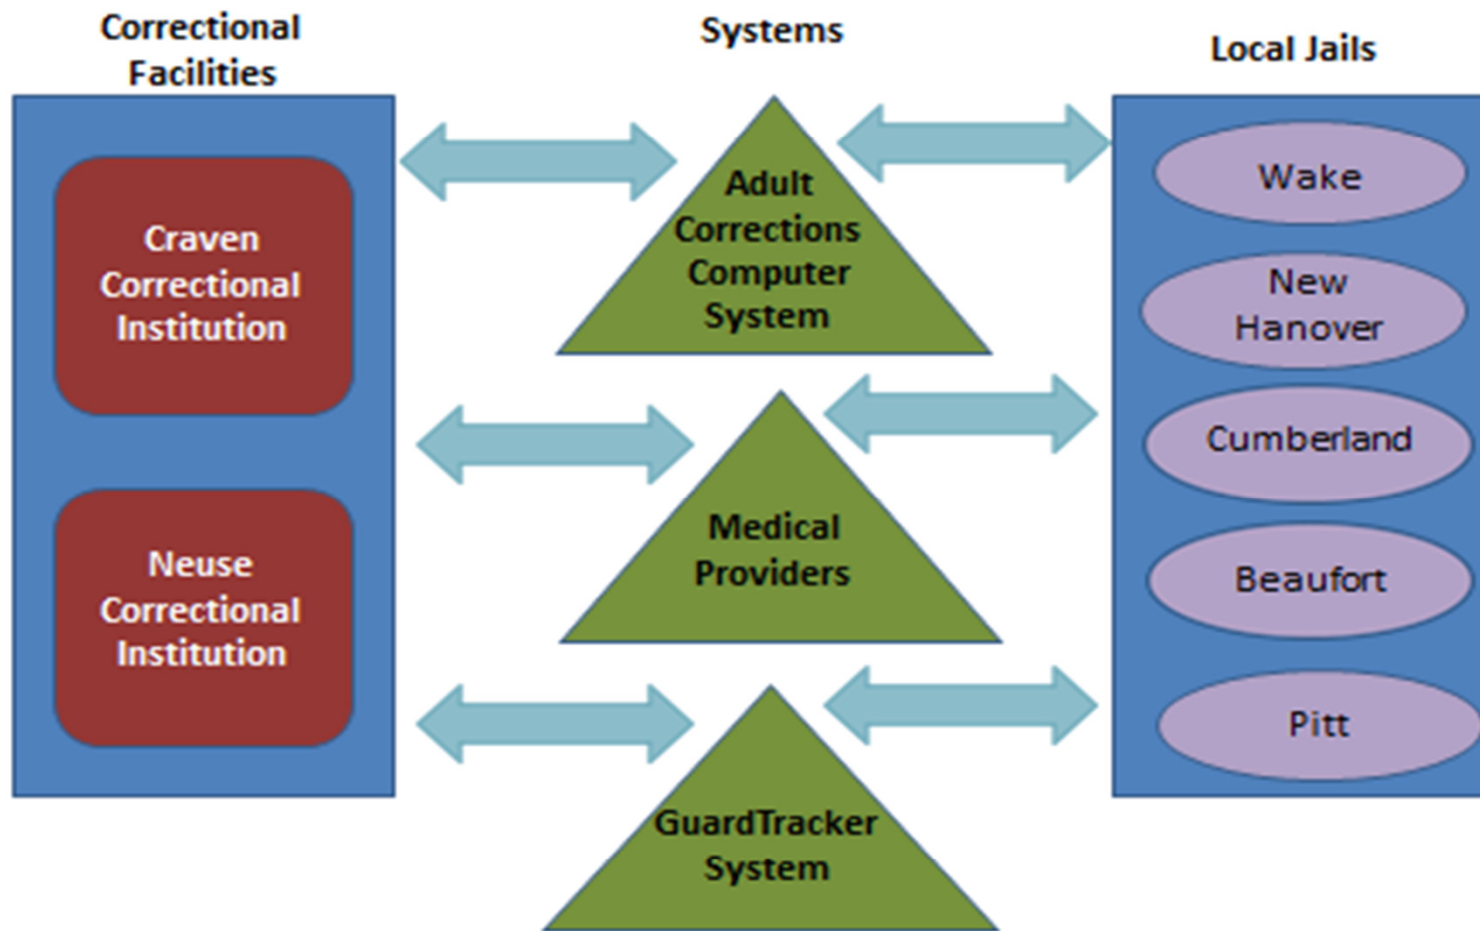 Correctional
Facilities
Systems
Local Jails
Craven
Correctional
Institution
Neuse
Correctional
Institution
Adult
Corrections
Computer
System
Medical
Providers
GuardTracker
System
Wake
New
Hanover
Cumberland
Beaufort
Pitt